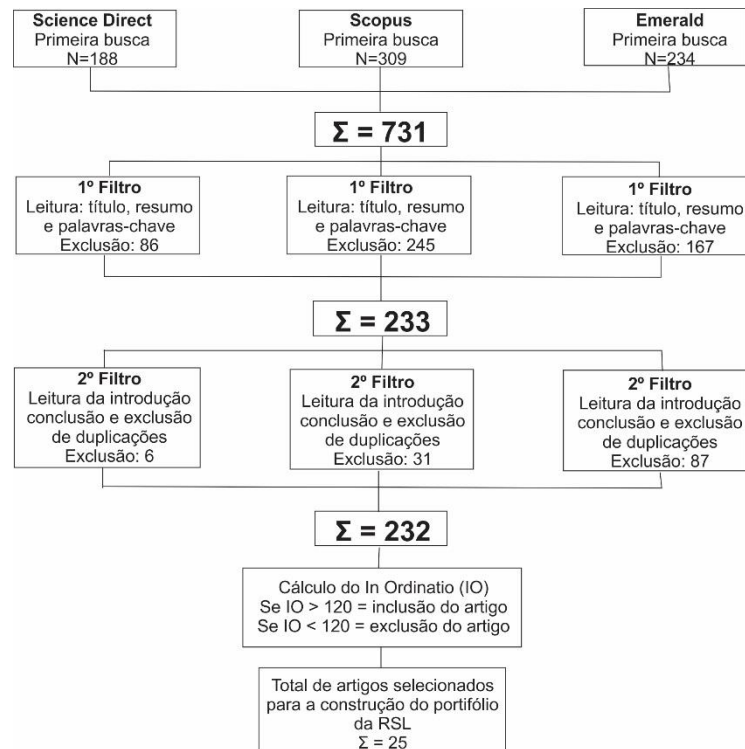 Science Direct
Primeira busca
N=188
Scopus
Primeira busca
N=309
Emerald
Primeira busca
N=234
Σ = 731
1º Filtro
Leitura: título, resumo
e palavras-chave
Exclusão: 86
1º Filtro
Leitura: título, resumo
e palavras-chave
Exclusão: 245
1º Filtro
Leitura: título, resumo
e palavras-chave
Exclusão: 167
Σ = 233
2º Filtro
Leitura da introdução
conclusão e exclusão
de duplicações
Exclusão: 6
2º Filtro
Leitura da introdução
conclusão e exclusão
de duplicações
Exclusão: 31
2º Filtro
Leitura da introdução
conclusão e exclusão
de duplicações
Exclusão: 87
Σ = 232
Cálculo do In Ordinatio (IO)
Se IO > 120 = inclusão do artigo
Se IO < 120 = exclusão do artigo
Total de artigos selecionados
para a construção do portifólio
da RSL
Σ = 25